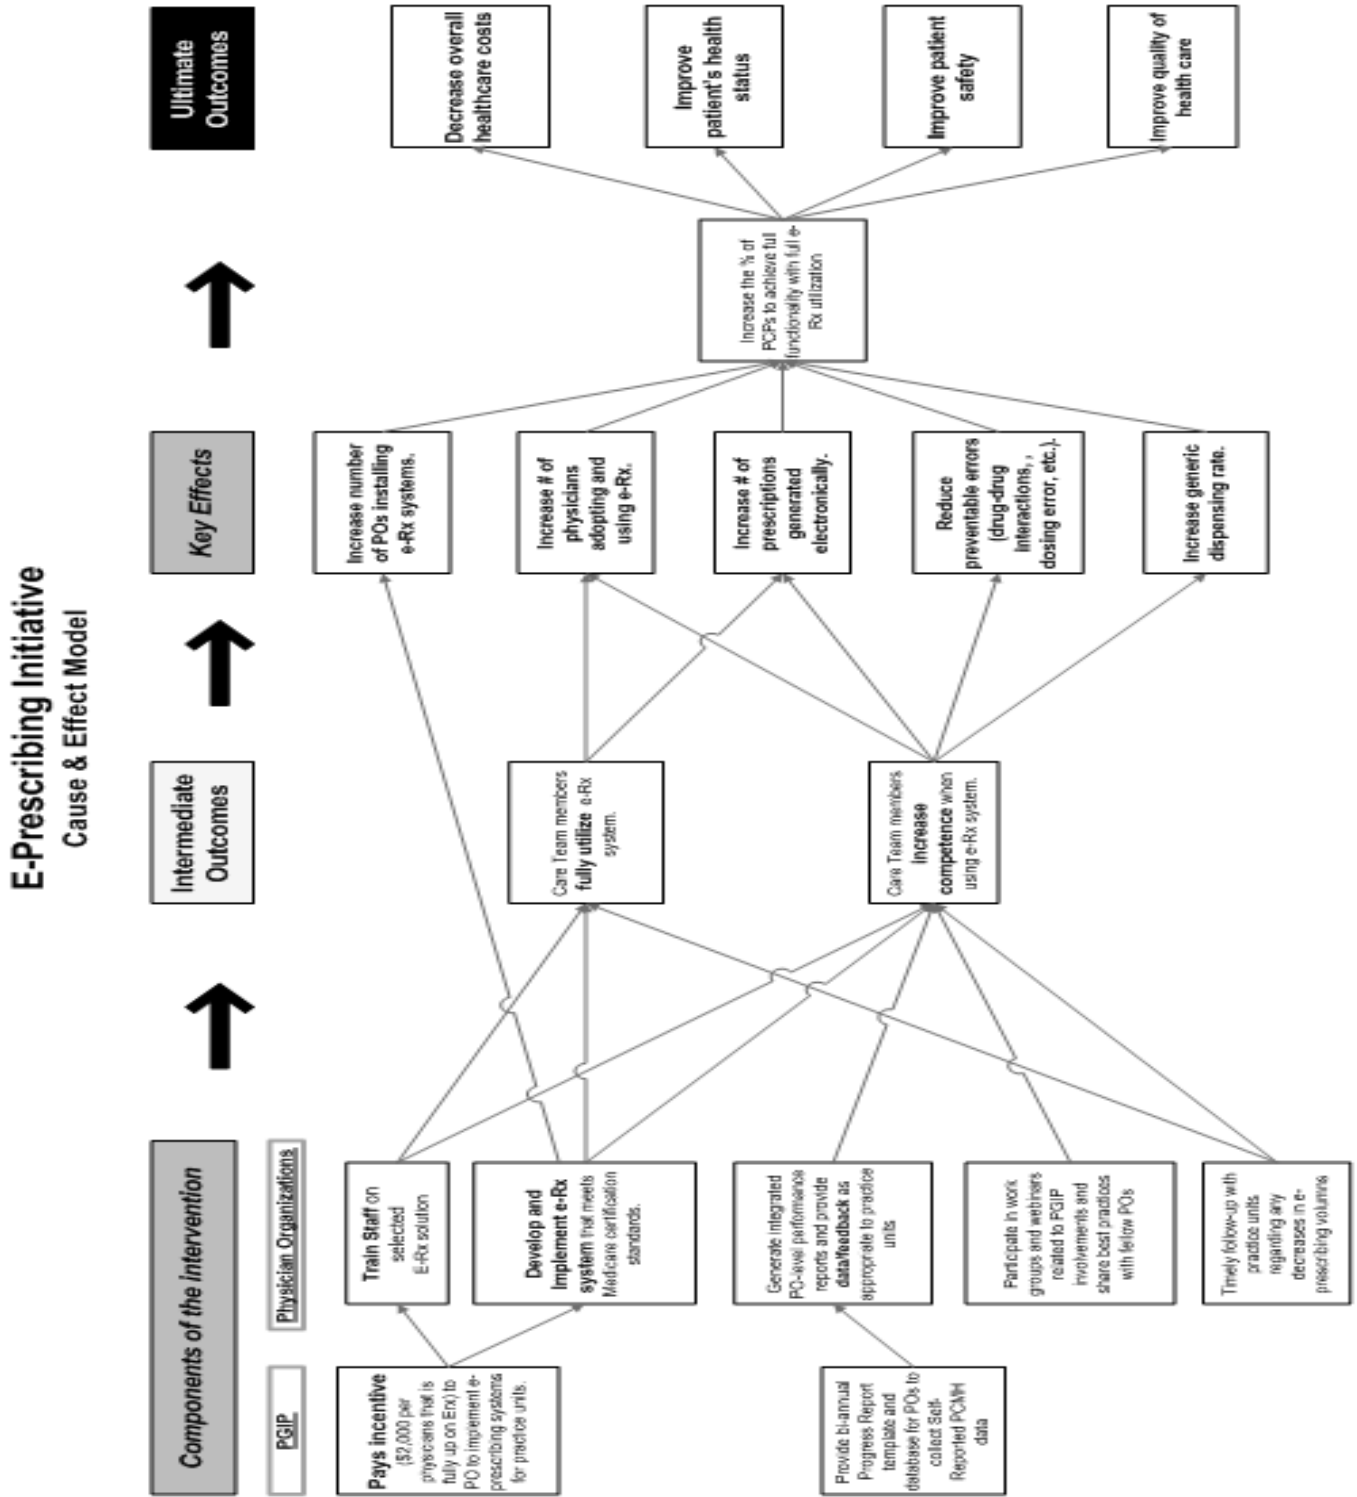 E-Prescribing Initiative
Cause & Effect Model
Components of the intervention
Intermediate
Outcomes
Key Effects
Ultimate
Outcomes
PGIP
Physician Organizations
Pays incentive
($2,000 per
physicians that is
fully up on Erx) to
PO to implement e-
prescribing systems
for practice units.
Provide bi-annual
Progress Report
template and
database for POs to
collect Self-
Reported PCMH
data
Train Staff on
selected
E-Rx solution
Develop and
Implement e-Rx
system that meets
Medicare certification
standards.
Generate integrated
PO-level performance
reports and provide
data/feedback as
appropriate to practice
units
Participate in work
groups and webinars
related to PGIP
involvements and
share best practices
with fellow POs
Timely follow-up with
practice units
regarding any
decreases in e-
prescribing volumns
Care Team members
fully utilize e-Rx
system.
Care Team members
increase
competence when
using e-Rx system.
Increase number
of POs installing
e-Rx systems.
Increase # of
physicians
adopting and
using e-Rx.
Increase # of
prescriptions
generated
electronically.
Reduce
preventable errors
(drug-drug
Interactions, ,
dosing error, etc.).
Increase generic
dispensing rate.
Increase the % of
PCPs to achieve full
functionality with full e-
Rx utilization
Decrease overall
healthcare costs
Improve
patient's health
status
Improve patient
safety
Improve quality of
health care